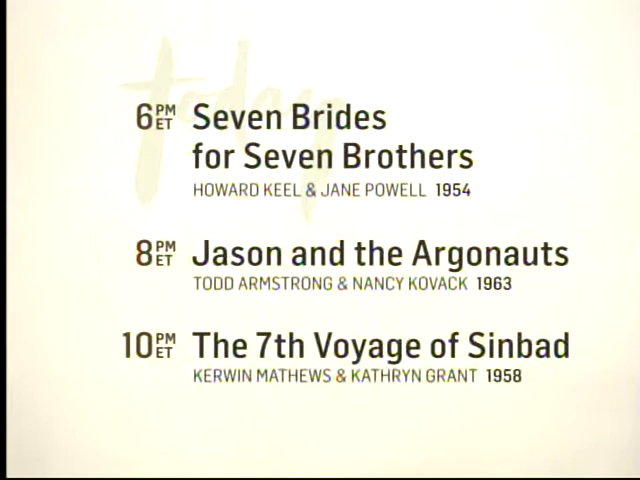 today
6PM ET Seven Brides
for Seven Brothers
HOWARD KEEL & JANE POWELL 1954
8PM ET Jason and the Argonauts
TODD ARMSTRONG & NANCY KOVACK 1963
10PM ET The 7th Voyage of Sinbad
KERWIN MATHEWS & KATHRYN GRANT 1958